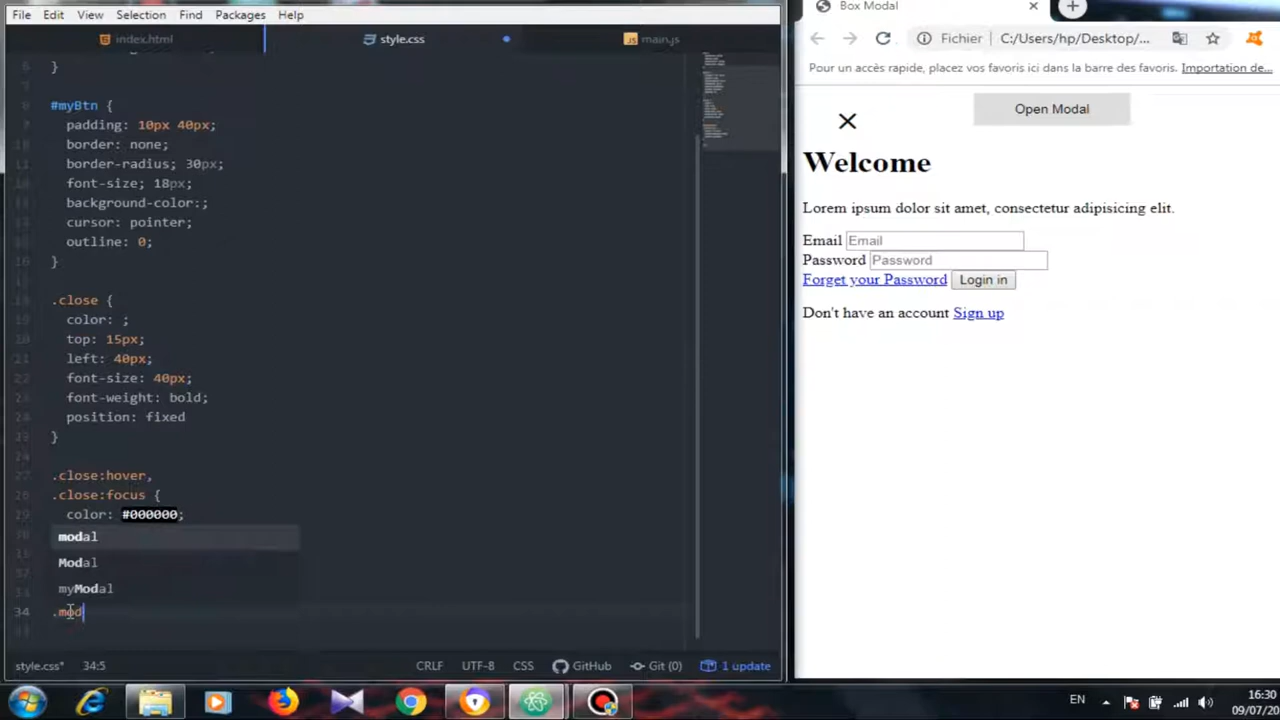 File Edit View Selection Find Packages Help
index.html style.css main.js
}
#myBtn {
padding: 10px 40px;
border: none;
border-radius; 30px;
font-size; 18px;
background-color:;
cursor: pointer;
outline: 0;
}
.close {
color: ;
top: 15px;
left: 40px;
font-size: 40px;
font-weight: bold;
position: fixed
}
.close:hover,
.close:focus {
color: #000000;
modal
Modal
myModal
34 .mod
style.css* 34:5 CRLF UTF-8 CSS GitHub Git (0) 1 update
Box Modal
Fichier C:/Users/hp/Desktop/...
Pour un accès rapide, placez vos favoris ici dans la barre des favoris. Importation de...
Open Modal
Welcome
Lorem ipsum dolor sit amet, consectetur adipisicing elit.
Email Email
Password Password
Forget your Password Login in
Don't have an account Sign up
EN 16:30
09/07/20